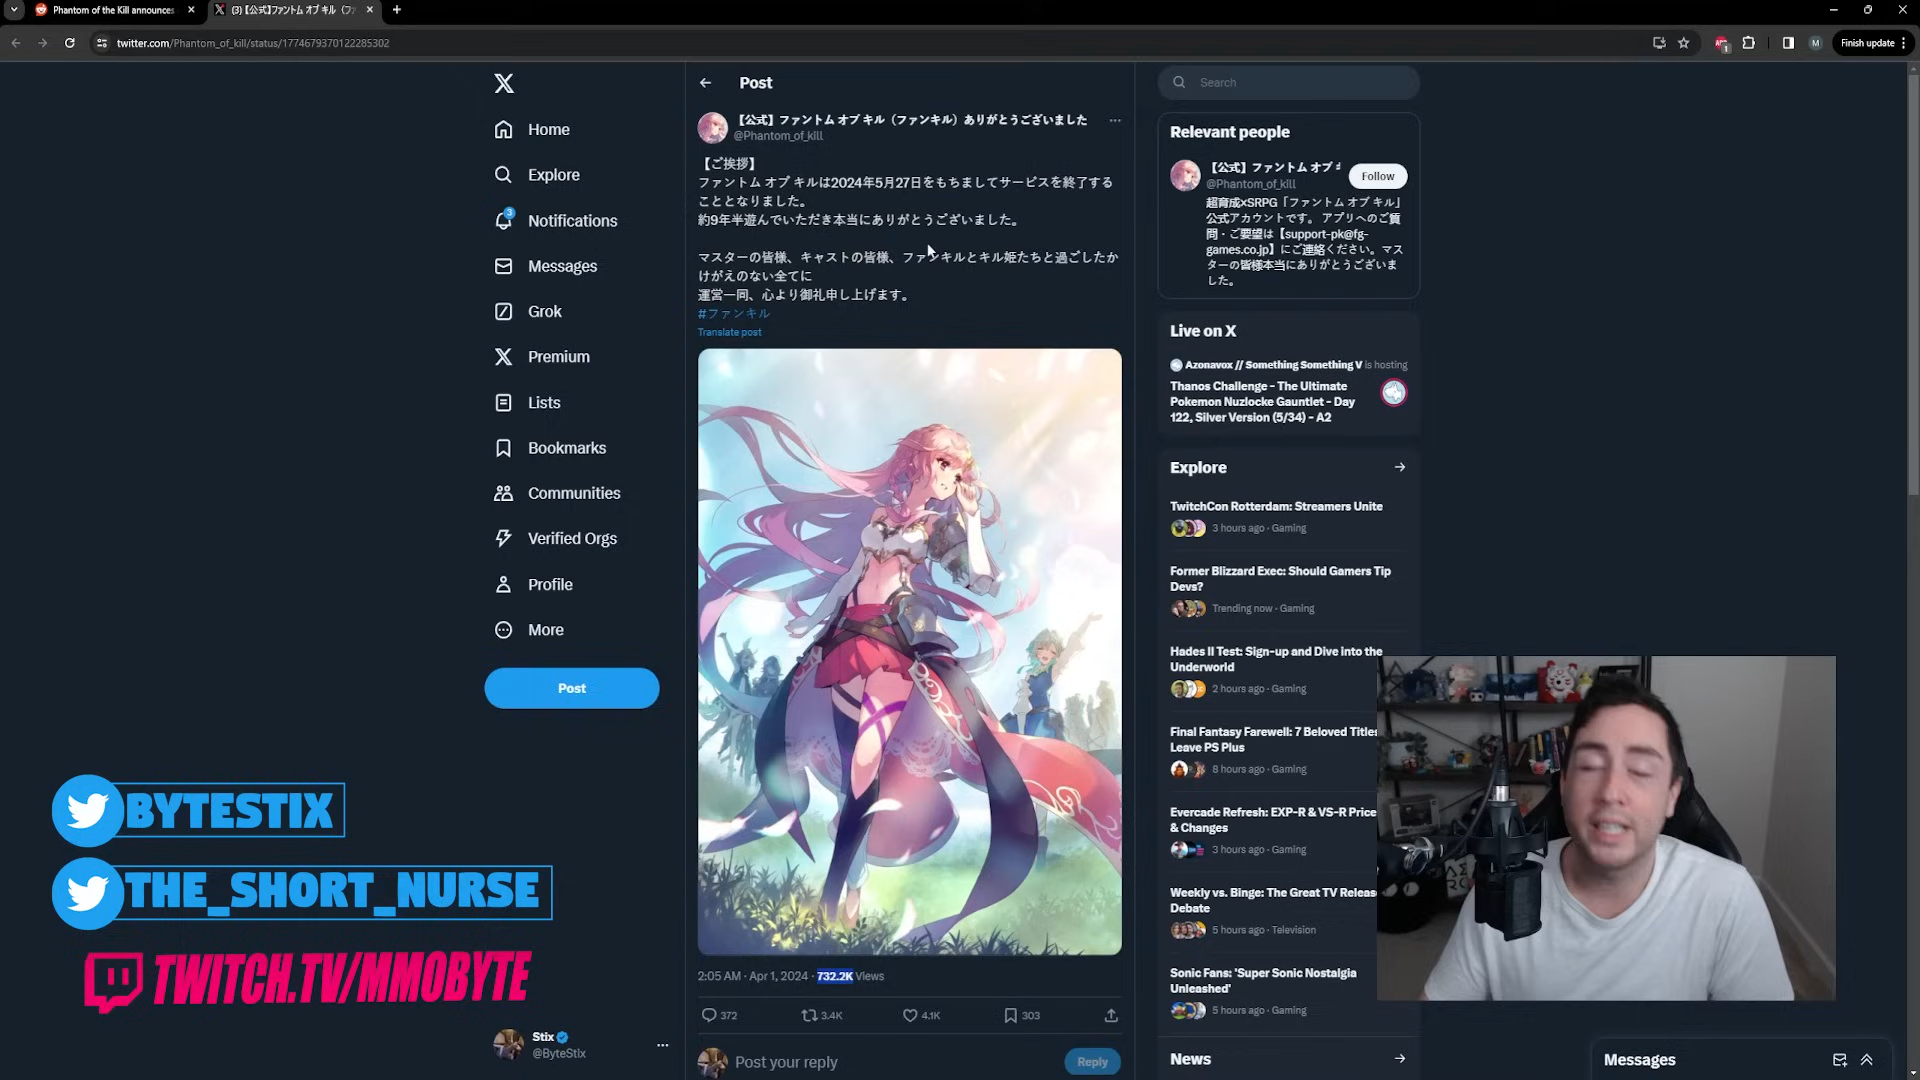 Phantom of the Kill announces
(3) 【公式】ファントム オブ キル（ファ
twitter.com/Phantom_of_kill/status/1774679370122285302
Finish update
M
Home
Explore
3
Notifications
Messages
Grok
Premium
Lists
Bookmarks
Communities
Verified Orgs
Profile
More
Post
BYTESTIX
THE_SHORT_NURSE
TWITCH.TV/MMOBYTE
Stix
@ByteStix
Post
【公式】ファントム オブ キル（ファンキル）ありがとうございました
@Phantom_of_kill
【ご挨拶】
ファントム オブ キルは2024年5月27日をもちましてサービスを終了する
こととなりました。
約9年半遊んでいただき本当にありがとうございました。
マスターの皆様、キャストの皆様、ファンキルとキル姫たちと過ごしたか
けがえのない全てに
運営一同、心より御礼申し上げます。
#ファンキル
Translate post
2:05 AM · Apr 1, 2024 · 732.2K Views
372
3.4K
4.1K
303
Post your reply
Reply
Search
Relevant people
【公式】ファントム オブ キ
@Phantom_of_kill
Follow
超育成×SRPG「ファントム オブ キル」
公式アカウントです。 アプリへのご質
問・ご要望は【support-pk@fg-
games.co.jp】にご連絡ください。マス
ターの皆様本当にありがとうございま
した。
Live on X
Azonavox // Something Something V is hosting
Thanos Challenge - The Ultimate
Pokemon Nuzlocke Gauntlet - Day
122, Silver Version (5/34) - A2
Explore
TwitchCon Rotterdam: Streamers Unite
3 hours ago · Gaming
Former Blizzard Exec: Should Gamers Tip
Devs?
Trending now · Gaming
Hades II Test: Sign-up and Dive into the
Underworld
2 hours ago · Gaming
Final Fantasy Farewell: 7 Beloved Titles
Leave PS Plus
8 hours ago · Gaming
Evercade Refresh: EXP-R & VS-R Price
& Changes
3 hours ago · Gaming
Weekly vs. Binge: The Great TV Release
Debate
5 hours ago · Television
Sonic Fans: 'Super Sonic Nostalgia
Unleashed'
5 hours ago · Gaming
News
Messages